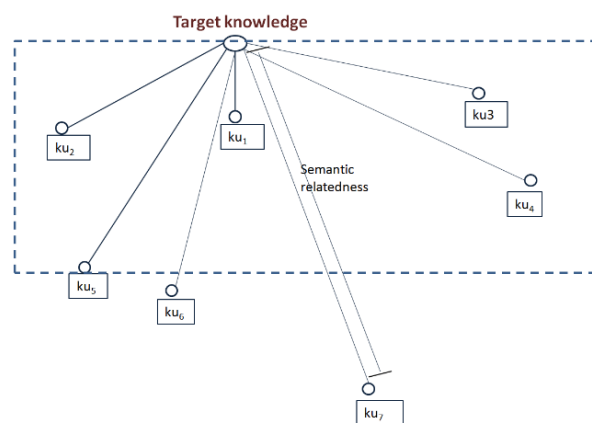 Target knowledge
ku3
ku₁
ku₂
Semantic
relatedness
ku₄
ku₅
ku₆
ku₇